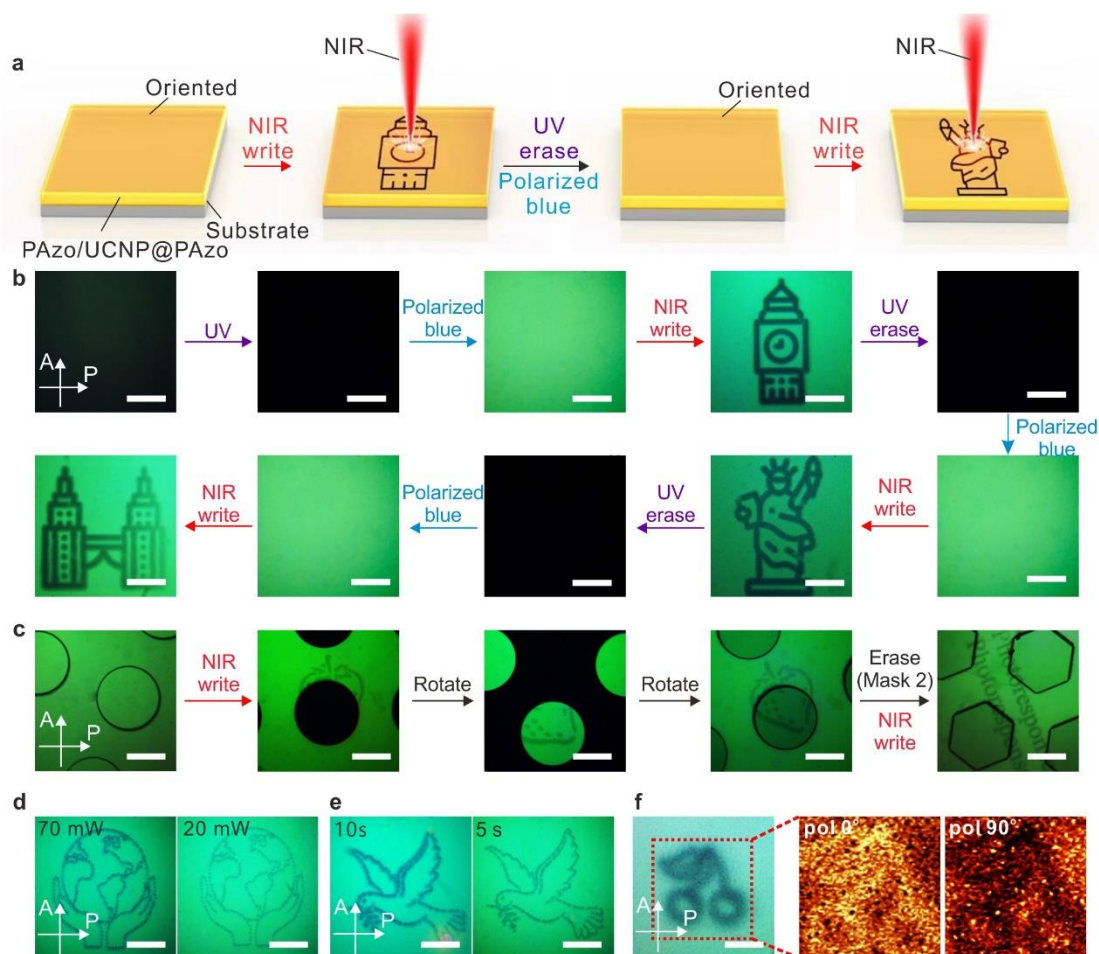 a
NIR
NIR
Oriented
Oriented
NIR
write
UV
erase
Polarized
blue
NIR
write
Substrate
PAzo/UCNP@PAzo
b
UV
Polarized
blue
NIR
write
UV
erase
A
P
Polarized
blue
NIR
write
Polarized
blue
UV
erase
NIR
write
c
NIR
write
Rotate
Rotate
Erase
(Mask 2)
NIR
write
A
P
Photorespons
photorespon
d
70 mW
20 mW
e
10s
5 s
f
pol 0°
pol 90°
A
P
A
P
A
P